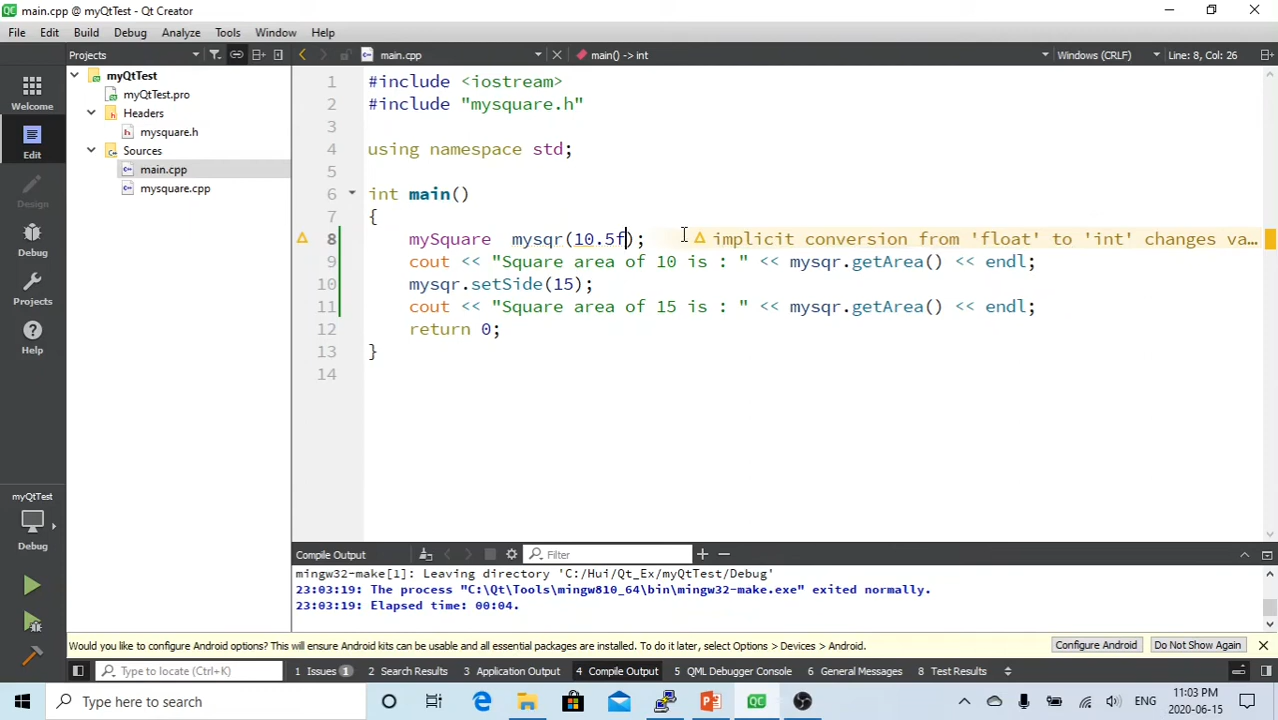 main.cpp @ myQtTest - Qt Creator
File Edit Build Debug Analyze Tools Window Help
Projects main.cpp main() -> int Windows (CRLF) Line: 8, Col: 26
Welcome
Edit
Design
Debug
Projects
Help
myQtTest
Debug
myQtTest
myQtTest.pro
Headers
mysquare.h
Sources
main.cpp
mysquare.cpp
1 #include <iostream>
2 #include "mysquare.h"
3
4 using namespace std;
5
6 int main()
7 {
8 mySquare mysqr(10.5f); implicit conversion from 'float' to 'int' changes va...
9 cout << "Square area of 10 is : " << mysqr.getArea() << endl;
10 mysqr.setSide(15);
11 cout << "Square area of 15 is : " << mysqr.getArea() << endl;
12 return 0;
13 }
14
Compile Output Filter
mingw32-make[1]: Leaving directory 'C:/Hui/Qt_Ex/myQtTest/Debug'
23:03:19: The process "C:\Qt\Tools\mingw810_64\bin\mingw32-make.exe" exited normally.
23:03:19: Elapsed time: 00:04.
Would you like to configure Android options? This will ensure Android kits can be usable and all essential packages are installed. To do it later, select Options > Devices > Android. Configure Android Do Not Show Again
Type to locate (Ctrl+K) 1 Issues 1 2 Search Results 3 Application Output 4 Compile Output 5 QML Debugger Console 6 General Messages 8 Test Results
Type here to search ENG 11:03 PM
2020-06-15